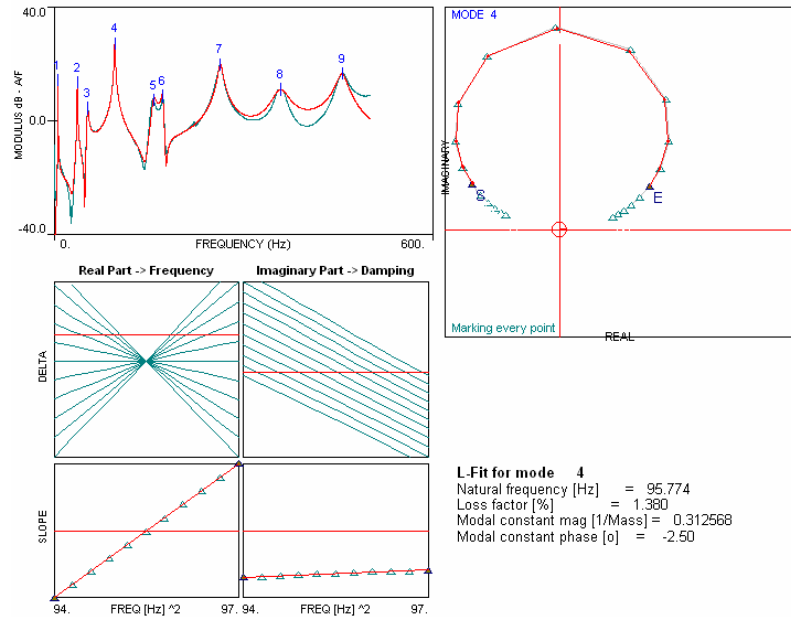 40.0
0.0
-40.0
MODULUS dB - A/F
1
2
3
4
5
6
7
8
9
0.
FREQUENCY (Hz)
600.
MODE 4
IMAGINARY
S
E
Marking every point
REAL
Real Part -> Frequency
Imaginary Part -> Damping
DELTA
SLOPE
94.
FREQ [Hz] ^2
97.
94.
FREQ [Hz] ^2
97.
L-Fit for mode 4
Natural frequency [Hz] = 95.774
Loss factor [%] = 1.380
Modal constant mag [1/Mass] = 0.312568
Modal constant phase [o] = -2.50